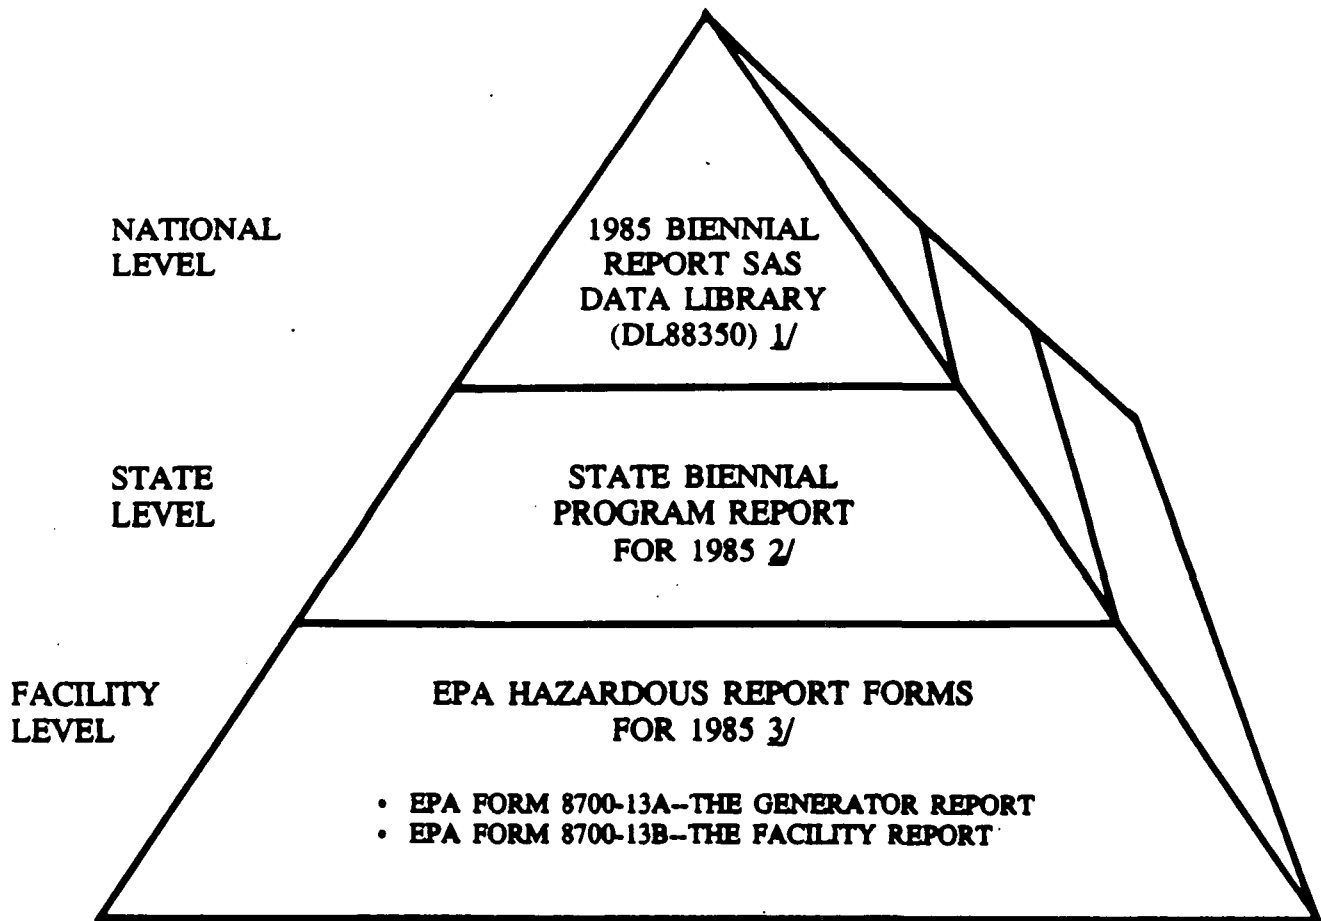 NATIONAL
LEVEL
1985 BIENNIAL
REPORT SAS
DATA LIBRARY
(DL88350) 1/
STATE
LEVEL
STATE BIENNIAL
PROGRAM REPORT
FOR 1985 2/
FACILITY
LEVEL
EPA HAZARDOUS REPORT FORMS
FOR 1985 3/
• EPA FORM 8700-13A--THE GENERATOR REPORT
• EPA FORM 8700-13B--THE FACILITY REPORT